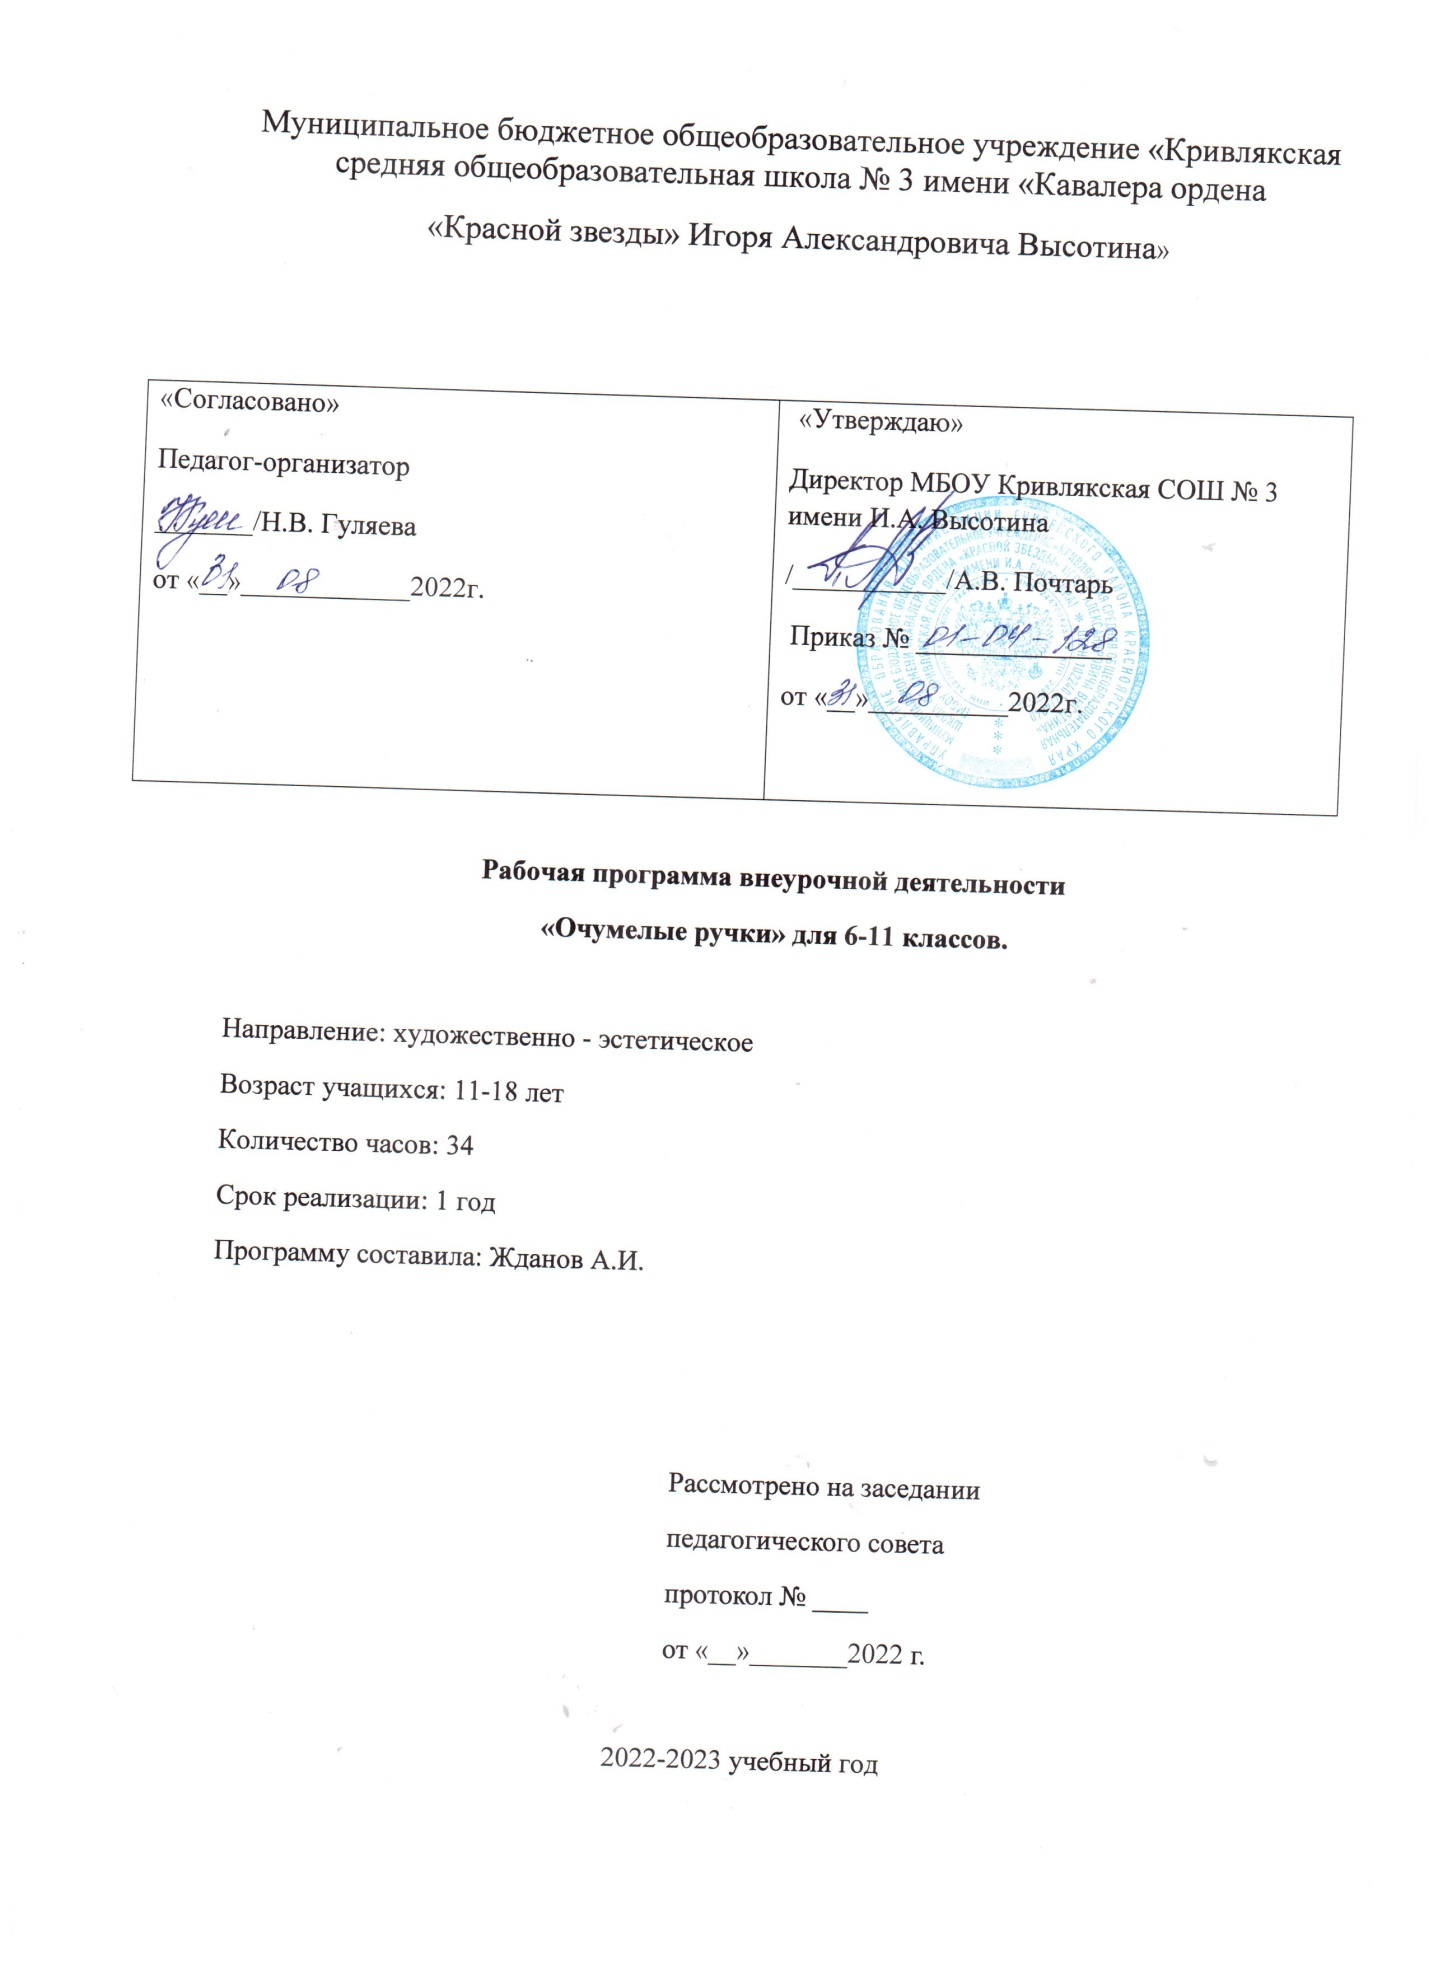 Муниципальное бюджетное общеобразовательное учреждение «Кривлякская
средняя общеобразовательная школа № 3 имени «Кавалера ордена
«Красной звезды» Игоря Александровича Высотина»
«Согласовано»
Педагог-организатор
_______/Н.В. Гуляева
от «31»____08________2022г.
«Утверждаю»
Директор МБОУ Кривлякская СОШ № 3
имени И.А. Высотина
/___________/А.В. Почтарь
Приказ № 01-04-128
от «31»___08_______2022г.
Рабочая программа внеурочной деятельности
«Очумелые ручки» для 6-11 классов.
Направление: художественно - эстетическое
Возраст учащихся: 11-18 лет
Количество часов: 34
Срок реализации: 1 год
Программу составила: Жданов А.И.
Рассмотрено на заседании
педагогического совета
протокол № ____
от «__»_______2022 г.
2022-2023 учебный год